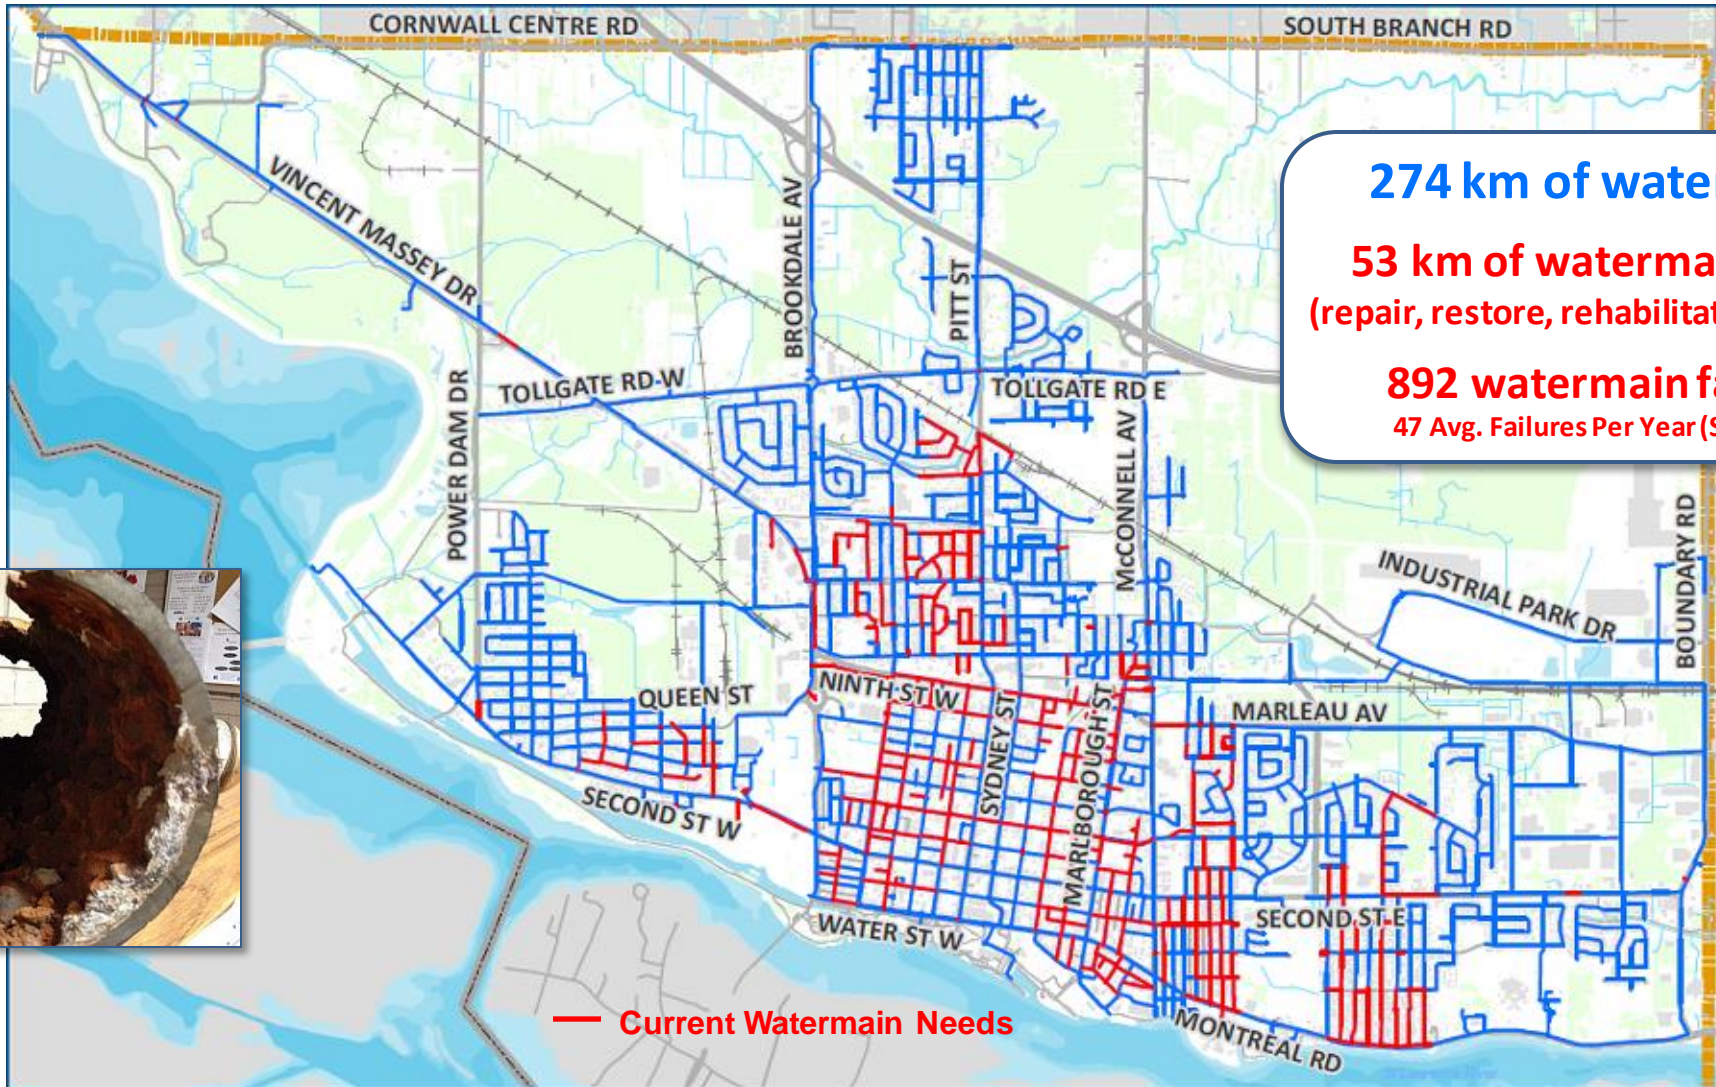 CORNWALL CENTRE RD
SOUTH BRANCH RD
274 km of water
53 km of waterma
(repair, restore, rehabilitat
892 watermain fa
47 Avg. Failures Per Year (S
VINCENT MASSEY DR
BROOKDALE AV
PITT ST
TOLLGATE RD W
TOLLGATE RD E
POWER DAM DR
McCONNELL AV
BOUNDARY RD
INDUSTRIAL PARK DR
QUEEN ST
NINTH ST W
SYDNEY ST
MARLBOROUGH ST
MARLEAU AV
SECOND ST W
SECOND ST E
WATER ST W
MONTREAL RD
Current Watermain Needs